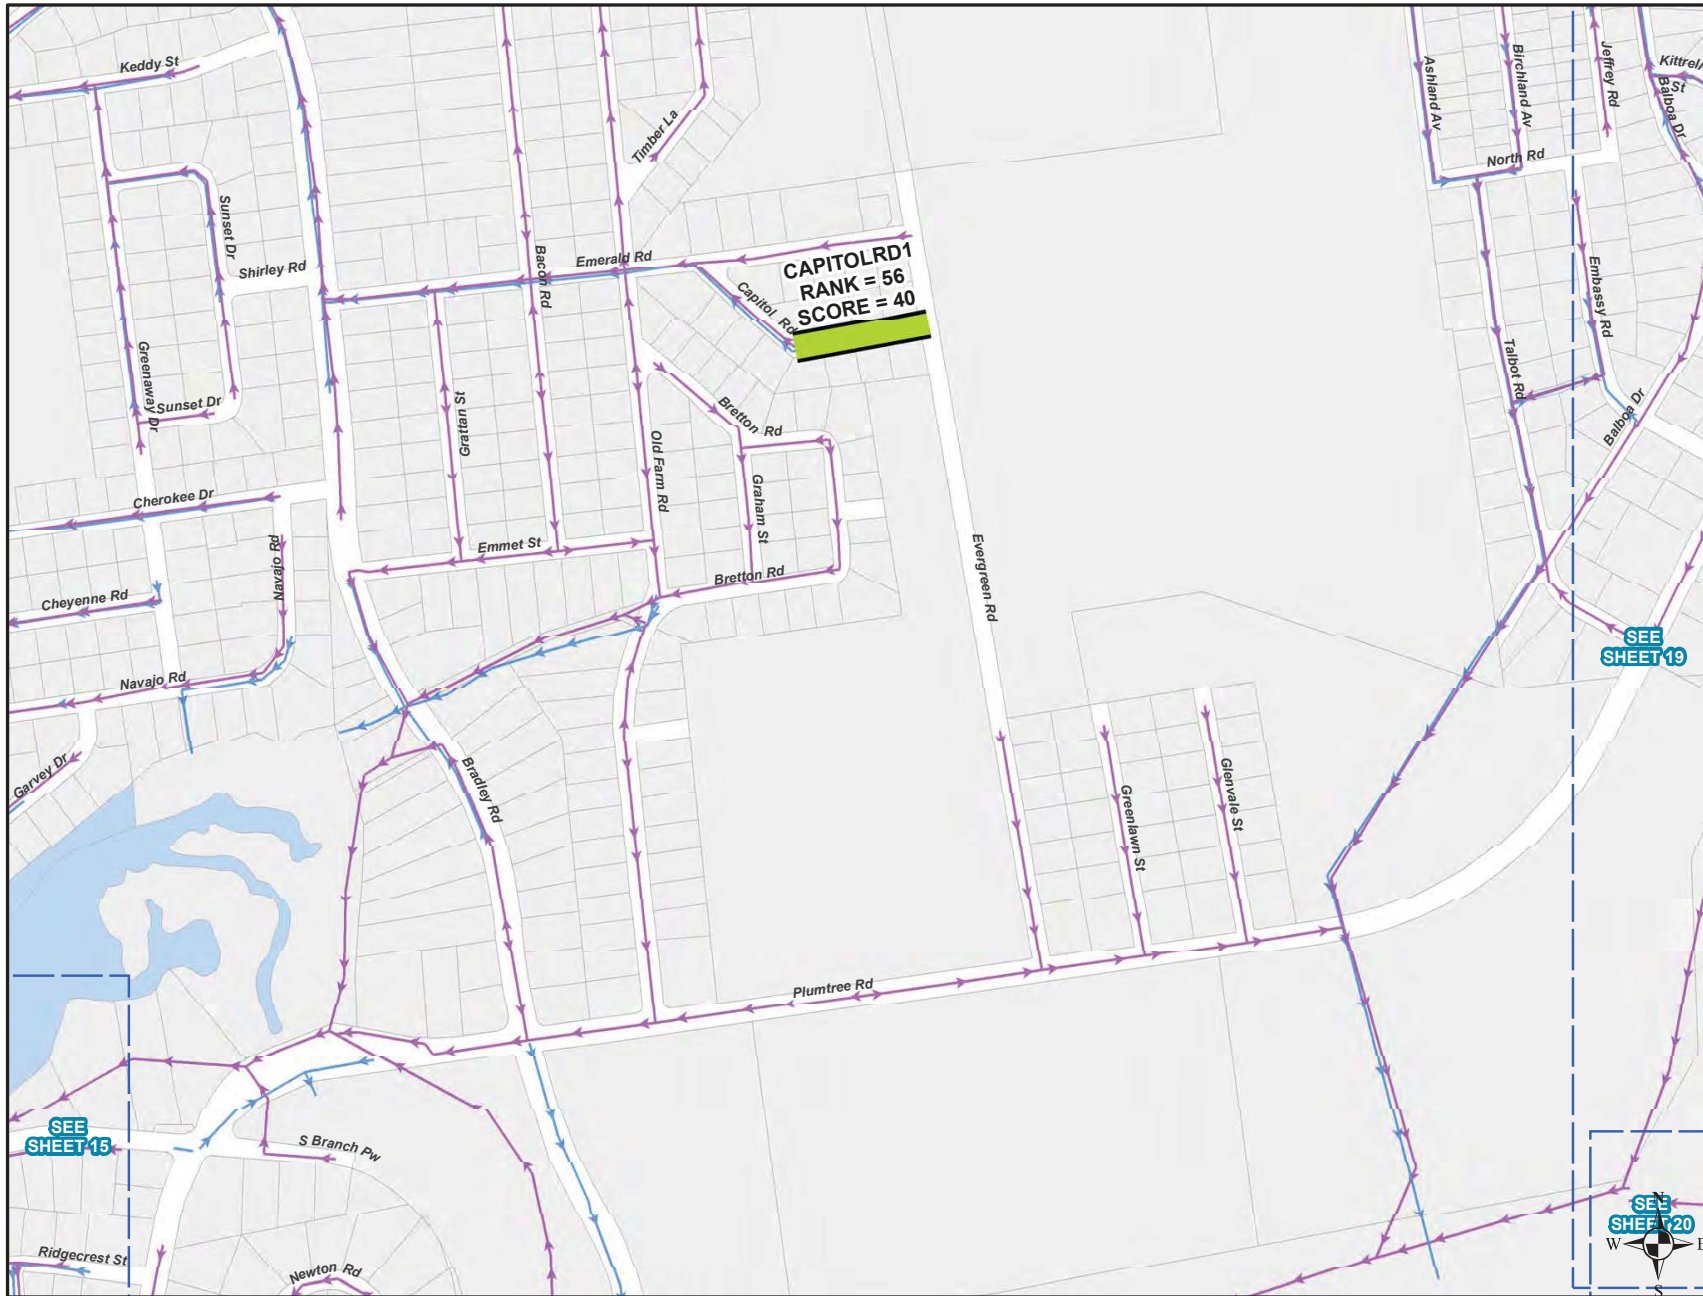 Keddy St
Ashland Av
Birchland Av
Jeffrey Rd
Kittrel
St
Balboa Dr
Timber La
North Rd
Sunset Dr
Shirley Rd
Bacon Rd
Emerald Rd
CAPITOLRD1
RANK = 56
SCORE = 40
Capitol Rd
Embassy Rd
Greenaway Dr
Sunset Dr
Grattan St
Talbot Rd
Balboa Dr
Bretton Rd
Old Farm Rd
Graham St
Cherokee Dr
Navajo Rd
Emmet St
Bretton Rd
Evergreen Rd
Cheyenne Rd
SEE
SHEET 19
Navajo Rd
Garvey Dr
Bradley Rd
Greenlawn St
Glenvale St
Plumtree Rd
SEE
SHEET 15
S Branch Pw
SEE
SHEET 20
N
W
E
S
Ridgecrest St
Newton Rd